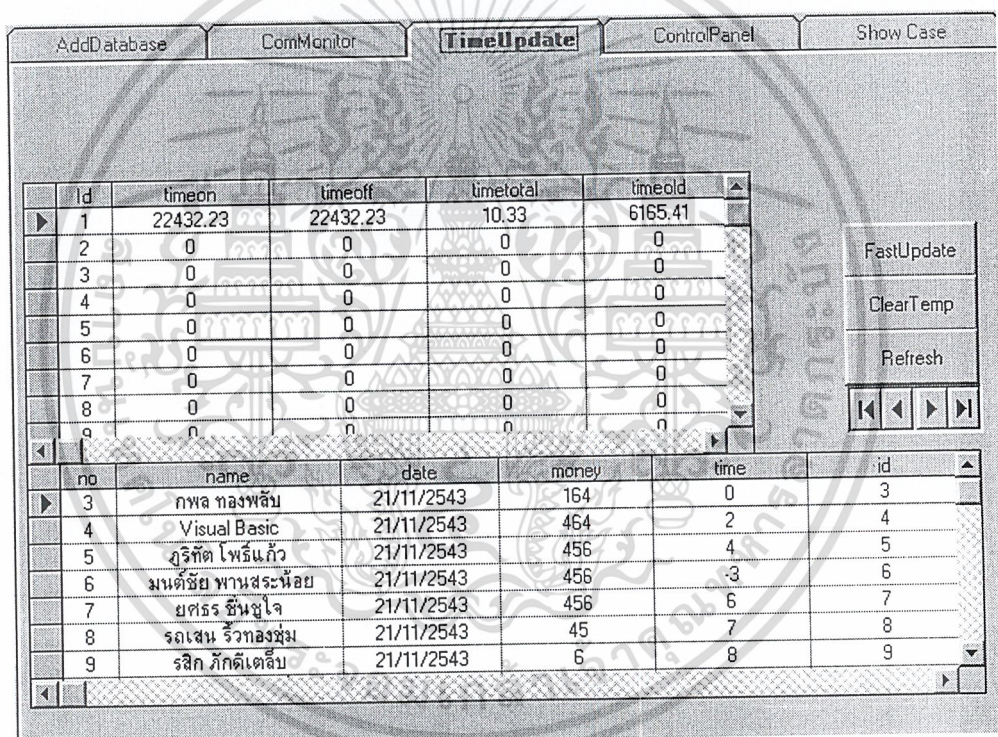 AddDatabase ComMonitor TimeUpdate ControlPanel Show Case
Id timeon timeoff timetotal timeold
1 22432.23 22432.23 10.33 6165.41
2 0 0 0 0
3 0 0 0 0
4 0 0 0 0
5 0 0 0 0
6 0 0 0 0
7 0 0 0 0
8 0 0 0 0
9 0 0 0 0
FastUpdate
ClearTemp
Refresh
no name date money time id
3 กพล ทองพลับ 21/11/2543 164 0 3
4 Visual Basic 21/11/2543 464 2 4
5 ภูริทัต โพธิ์แก้ว 21/11/2543 456 4 5
6 มนต์ชัย พานสระน้อย 21/11/2543 456 -3 6
7 ยศธร ชื่นชูใจ 21/11/2543 456 6 7
8 รถเสน ริ้วทองชุ่ม 21/11/2543 45 7 8
9 รสิก ภักดีเตล็บ 21/11/2543 6 8 9